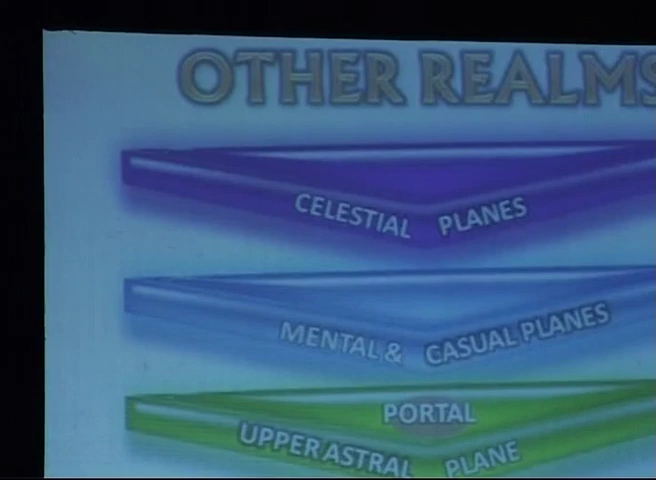 OTHER REALMS
CELESTIAL PLANES
MENTAL & CASUAL PLANES
PORTAL
UPPER ASTRAL PLANE